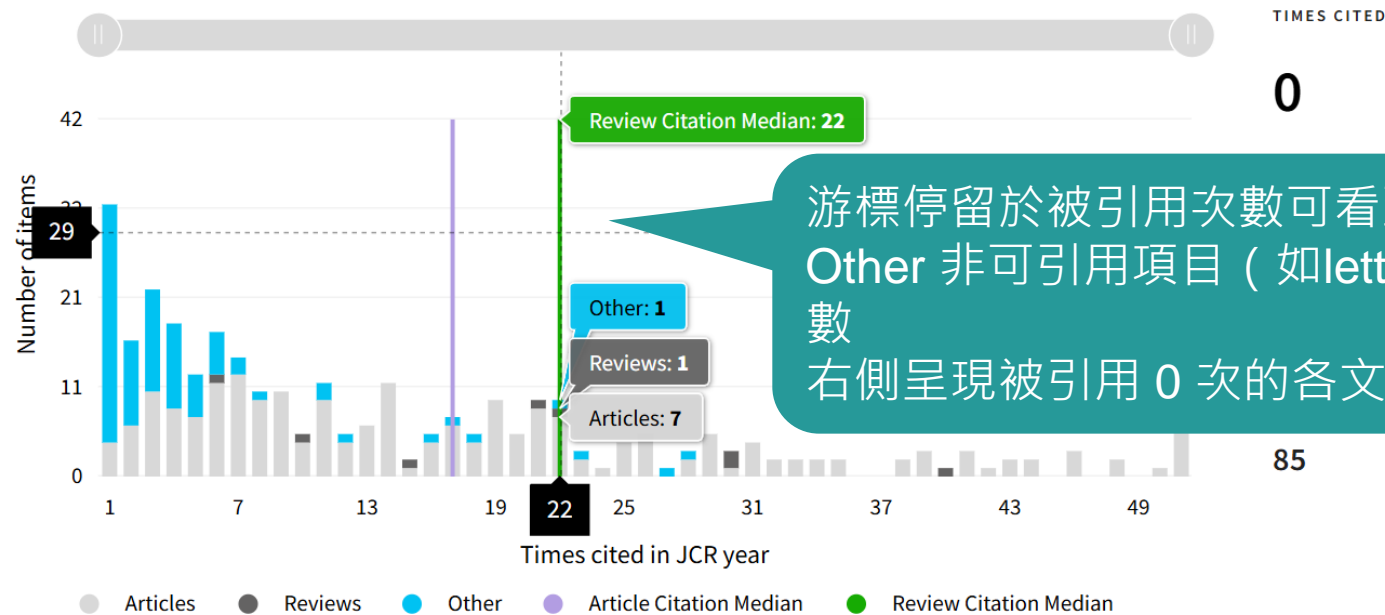 TIMES CITED
0
42
Review Citation Median: 22
游標停留於被引用次數可看
Other 非可引用項目（如lett
數
右側呈現被引用 0 次的各文
Number of items
29
21
Other: 1
Reviews: 1
11
Articles: 7
85
0
1 7 13 19 22 25 31 37 43 49
Times cited in JCR year
Articles Reviews Other Article Citation Median Review Citation Median